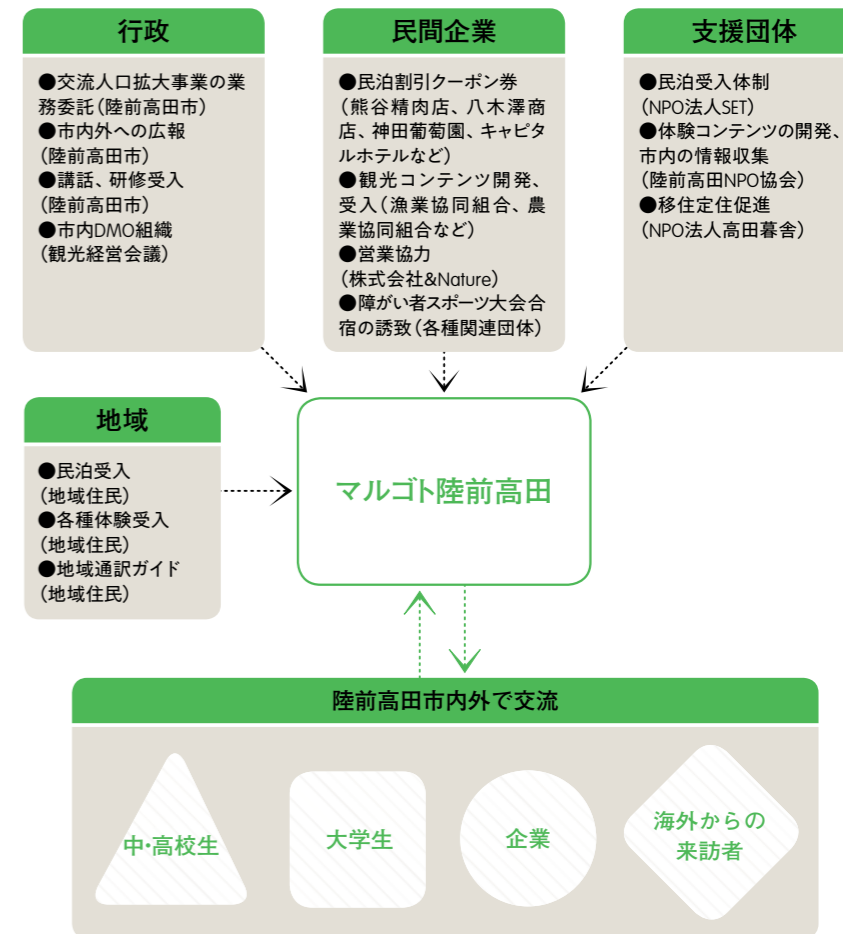 行政
●交流人口拡大事業の業
務委託(陸前高田市)
●市内外への広報
(陸前高田市)
●講話、研修受入
(陸前高田市)
●市内DMO組織
(観光経営会議)
民間企業
●民泊割引クーポン券
(熊谷精肉店、八木澤商
店、神田葡萄園、キャピタ
ルホテルなど)
●観光コンテンツ開発、
受入(漁業協同組合、農
業協同組合など)
●営業協力
(株式会社&Nature)
●障がい者スポーツ大会合
宿の誘致(各種関連団体)
支援団体
●民泊受入体制
(NPO法人SET)
●体験コンテンツの開発、
市内の情報収集
(陸前高田NPO協会)
●移住定住促進
(NPO法人高田暮舎)
地域
●民泊受入
(地域住民)
●各種体験受入
(地域住民)
●地域通訳ガイド
(地域住民)
マルゴト陸前高田
陸前高田市内外で交流
中・高校生
大学生
企業
海外からの
来訪者